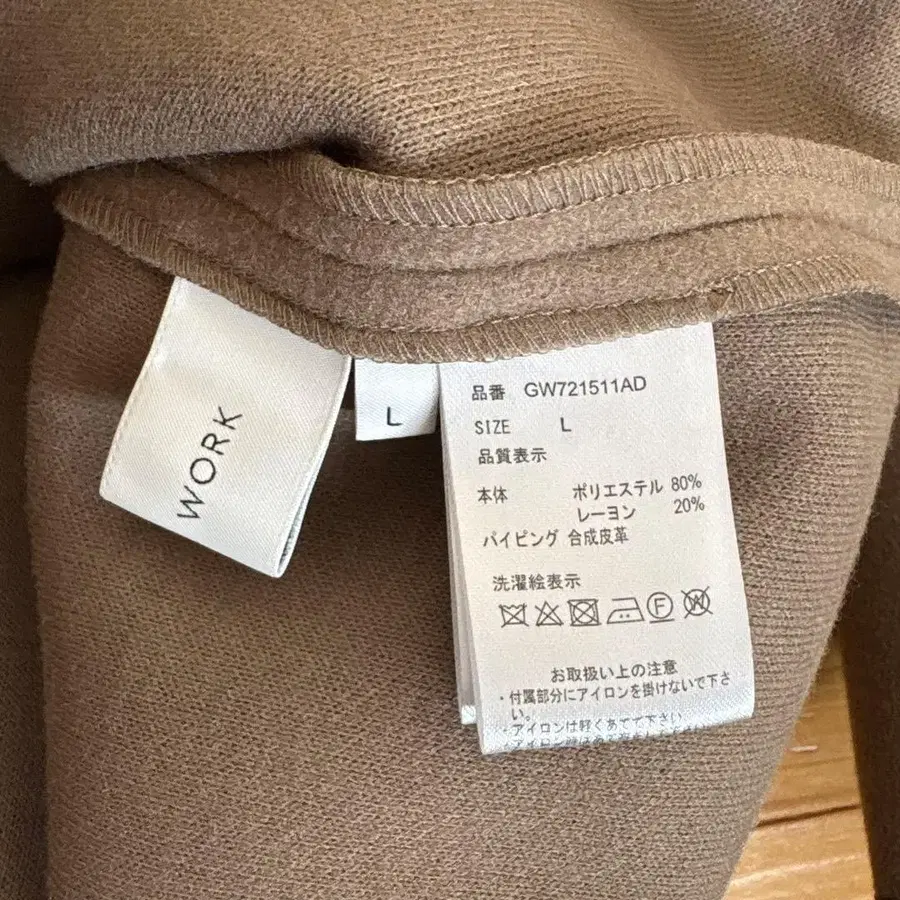 WORK
L
品番 GW721511AD
SIZE L
品質表示
本体 ポリエステル 80%
レーヨン 20%
パイピング 合成皮革
洗濯絵表示
F W
お取扱い上の注意
・付属部分にアイロンを掛けないで下さ
い。
・アイロンは軽くあてて下さい